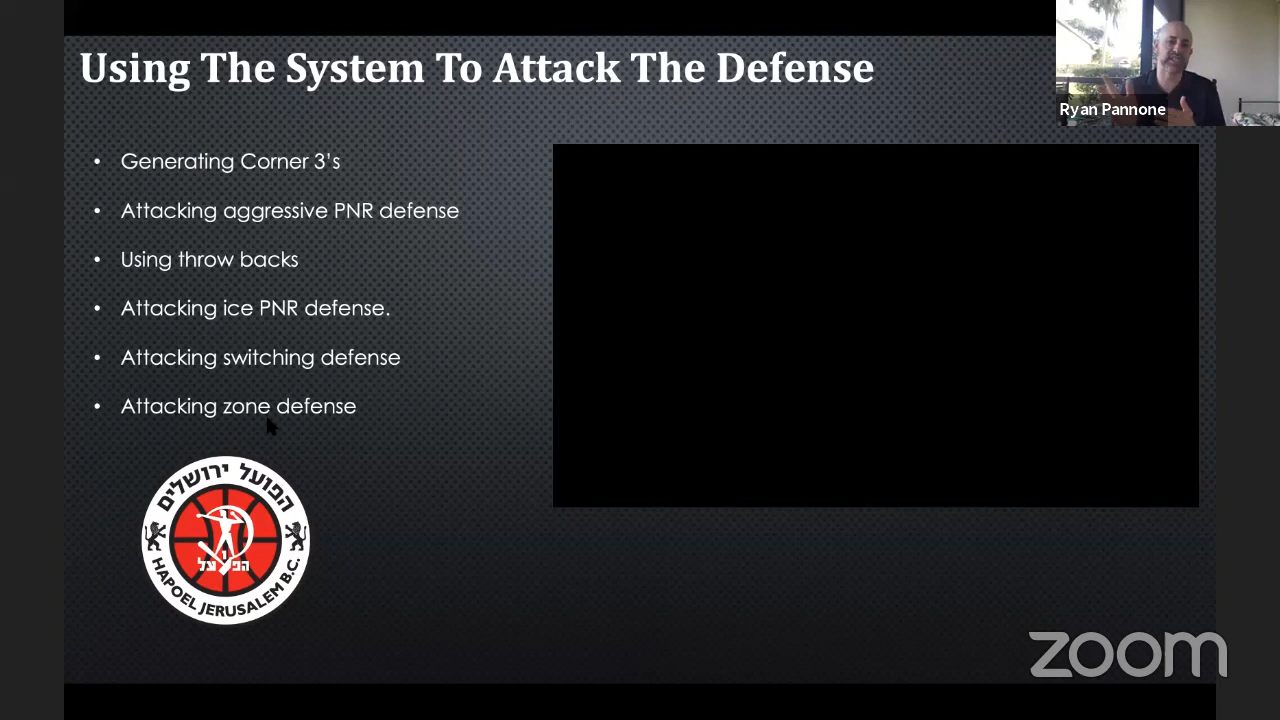 Using The System To Attack The Defense
Ryan Pannone
• Generating Corner 3's
• Attacking aggressive PNR defense
• Using throw backs
• Attacking ice PNR defense.
• Attacking switching defense
• Attacking zone defense
הפועל ירושלים
הפועל
HAPOEL JERUSALEM B.C.
zoom